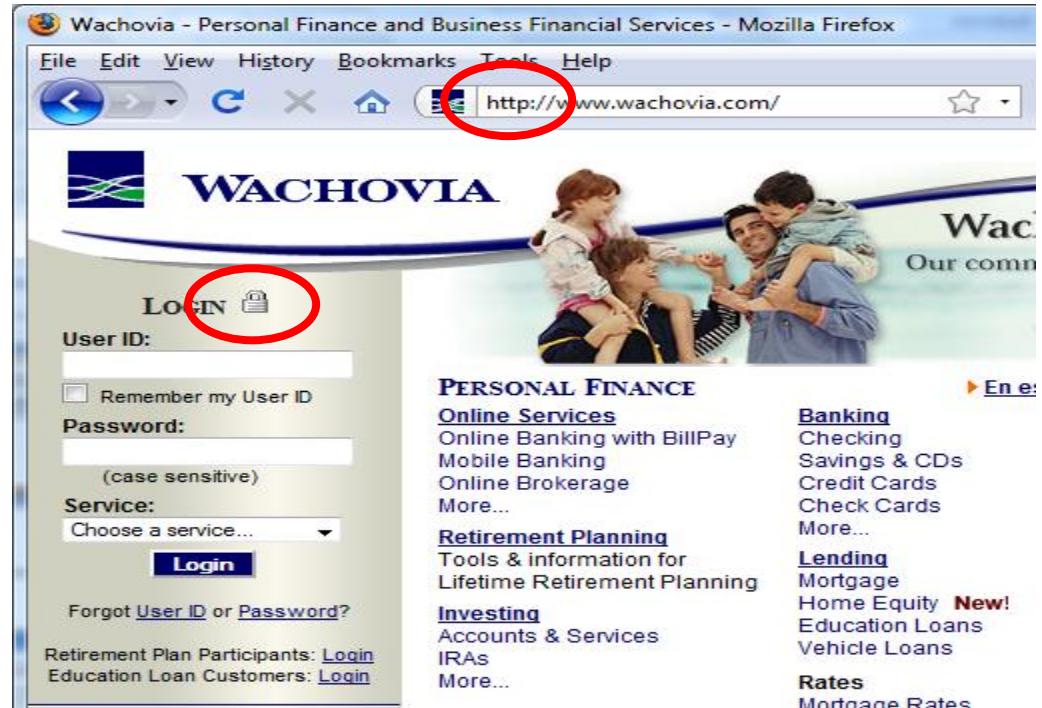 Wachovia - Personal Finance and Business Financial Services - Mozilla Firefox
File Edit View History Bookmarks Tools Help
http://www.wachovia.com/
WACHOVIA
Wac
Our comm
LOGIN
User ID:
Remember my User ID
Password:
(case sensitive)
Service:
Choose a service...
Login
Forgot User ID or Password?
Retirement Plan Participants: Login
Education Loan Customers: Login
PERSONAL FINANCE
En es
Online Services
Online Banking with BillPay
Mobile Banking
Online Brokerage
More...
Retirement Planning
Tools & information for
Lifetime Retirement Planning
Investing
Accounts & Services
IRAs
More...
Banking
Checking
Savings & CDs
Credit Cards
Check Cards
More...
Lending
Mortgage
Home Equity New!
Education Loans
Vehicle Loans
Rates
Mortgage Rates